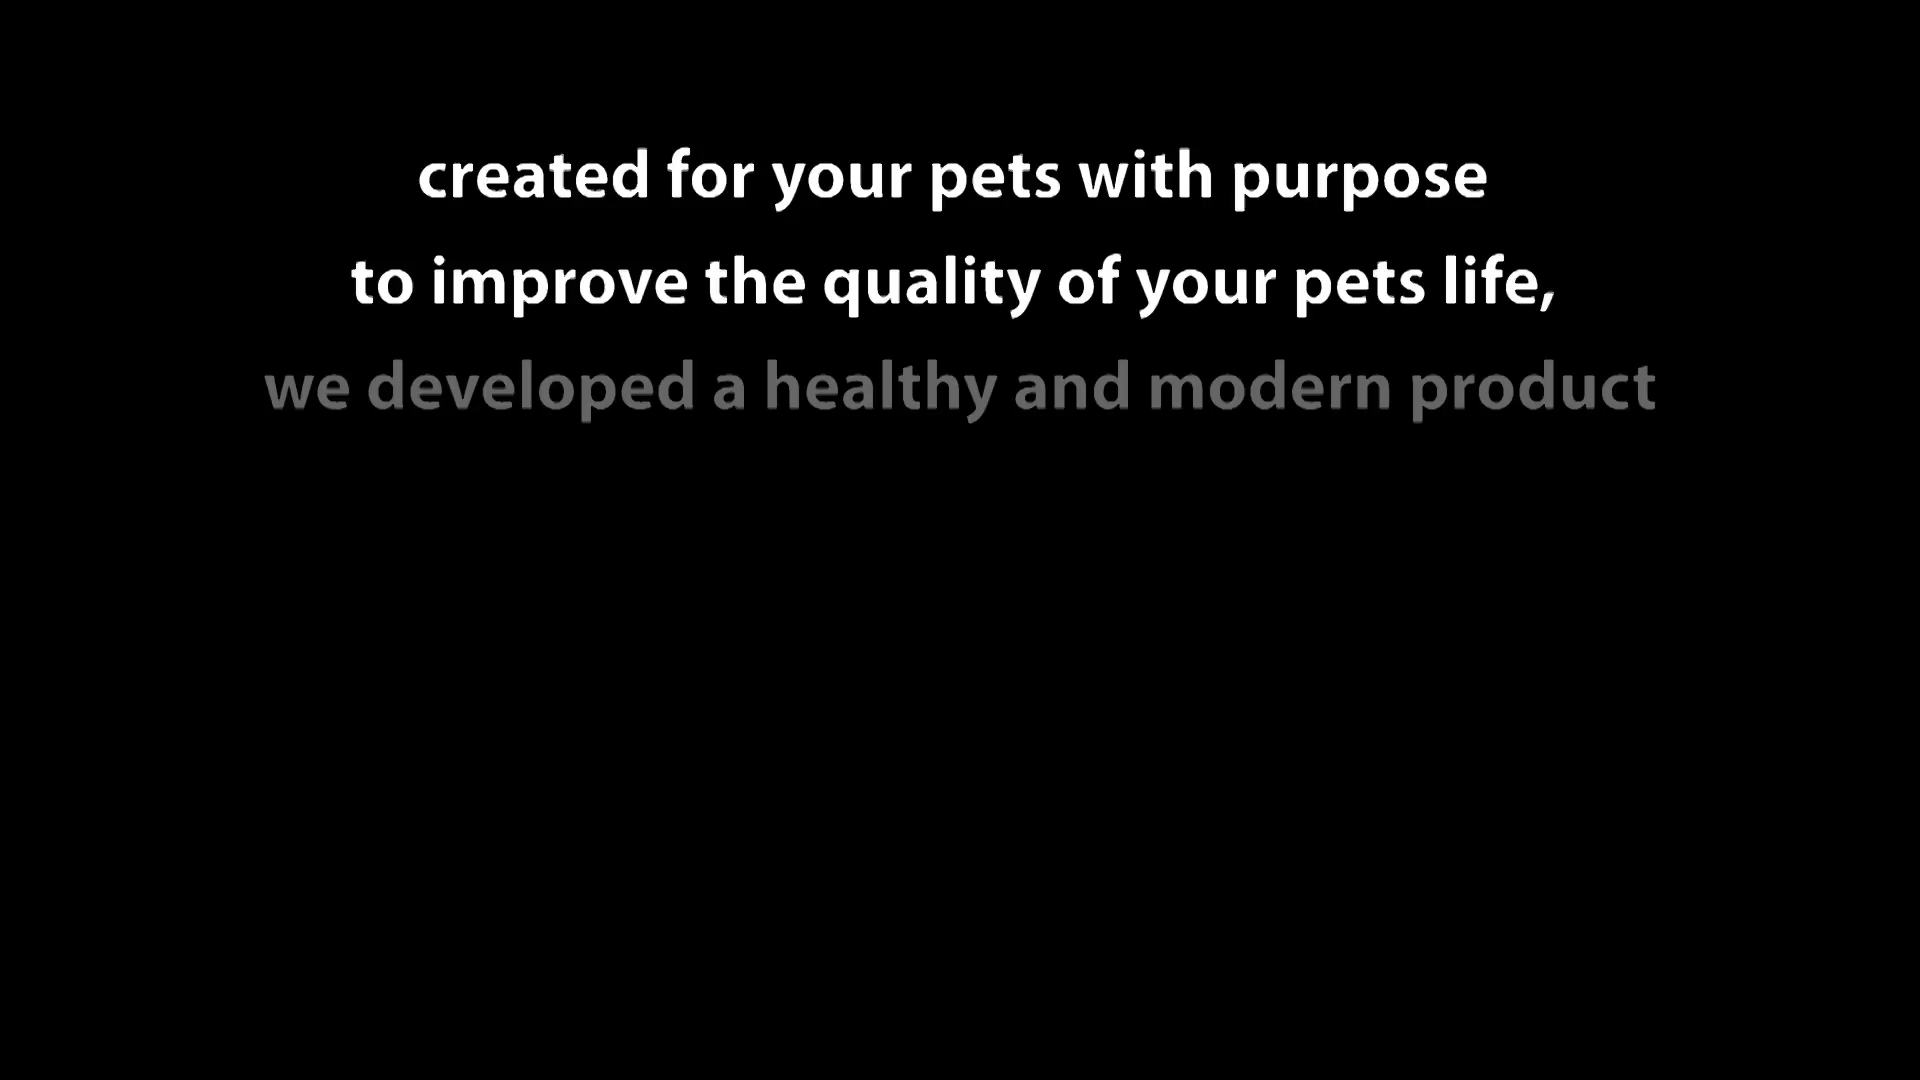 created for your pets with purpose
to improve the quality of your pets life,
we developed a healthy and modern product